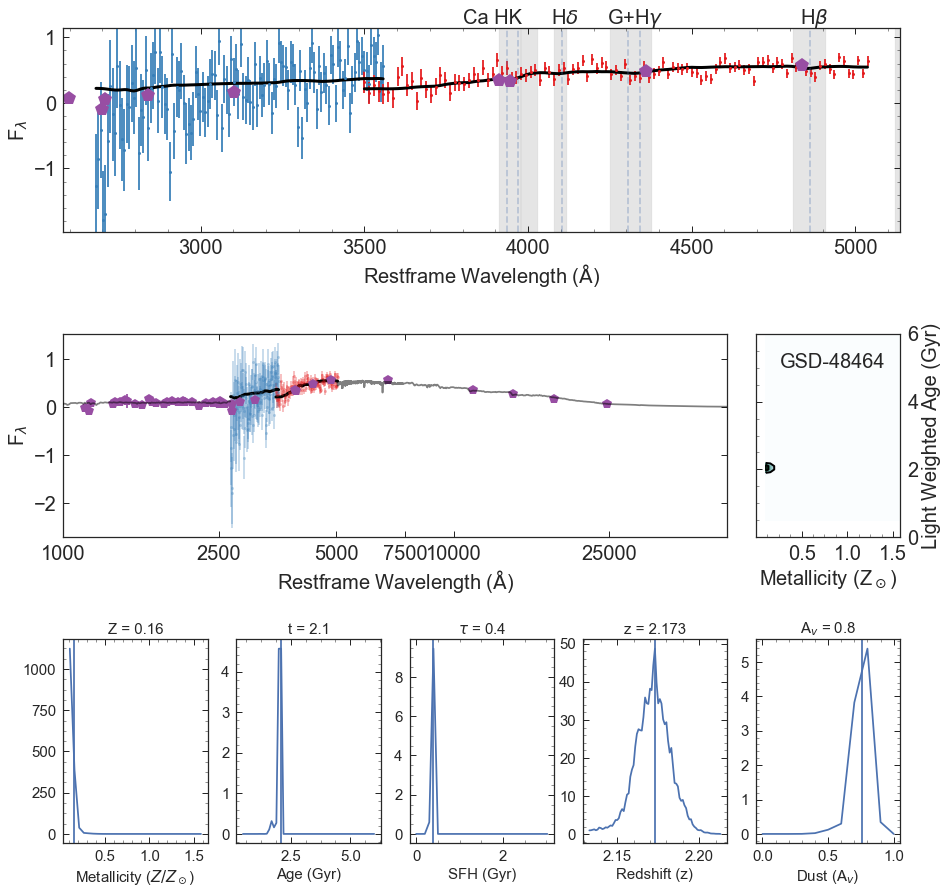 Ca HK Hδ G+Hγ Hβ
1
0
−1
F_λ
3000 3500 4000 4500 5000
Restframe Wavelength (Å)
1
0
−1
−2
F_λ
1000 2500 5000 7500 10000 25000
Restframe Wavelength (Å)
GSD-48464
6
4
2
0
Light Weighted Age (Gyr)
0.5 1.0 1.5
Metallicity (Z_⊙)
Z = 0.16
1000
750
500
250
0
0.5 1.0 1.5
Metallicity (Z/Z_⊙)
t = 2.1
4
3
2
1
0
2.5 5.0
Age (Gyr)
τ = 0.4
8
6
4
2
0
0 2
SFH (Gyr)
z = 2.173
50
40
30
20
10
0
2.15 2.20
Redshift (z)
A_v = 0.8
5
4
3
2
1
0
0.0 0.5 1.0
Dust (A_v)